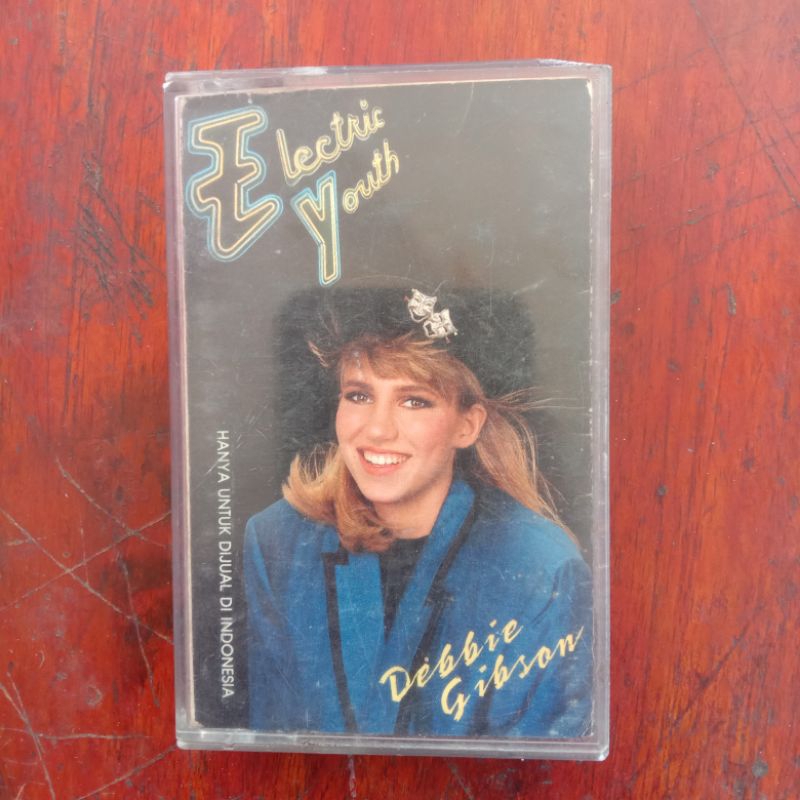 Electric
Youth
HANYA UNTUK DIJUAL DI INDONESIA
Debbie
Gibson